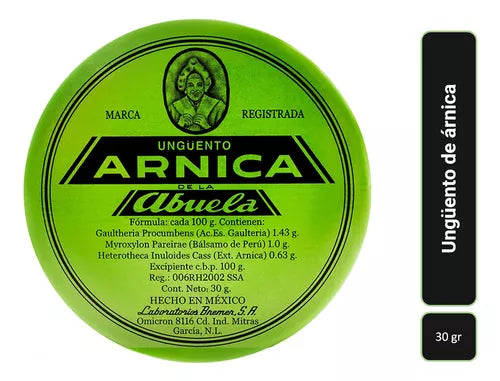 MARCA REGISTRADA
UNGÜENTO
ARNICA
DE LA
Abuela
Fórmula: cada 100 g. Contienen:
Gaultheria Procumbens (Ac.Es. Gaulteria) 1.43 g.
Myroxylon Pareirae (Bálsamo de Perú) 1.0 g.
Heterotheca Inuloides Cass (Ext. Arnica) 0.63 g.
Excipiente c.b.p. 100 g.
Reg.: 006RH2002 SSA
Cont. Neto: 30 g.
HECHO EN MÉXICO
Laboratorios Bremen, S.A.
Omicron 8116 Cd. Ind. Mitras
García, N.L.
Ungüento de árnica
30 gr